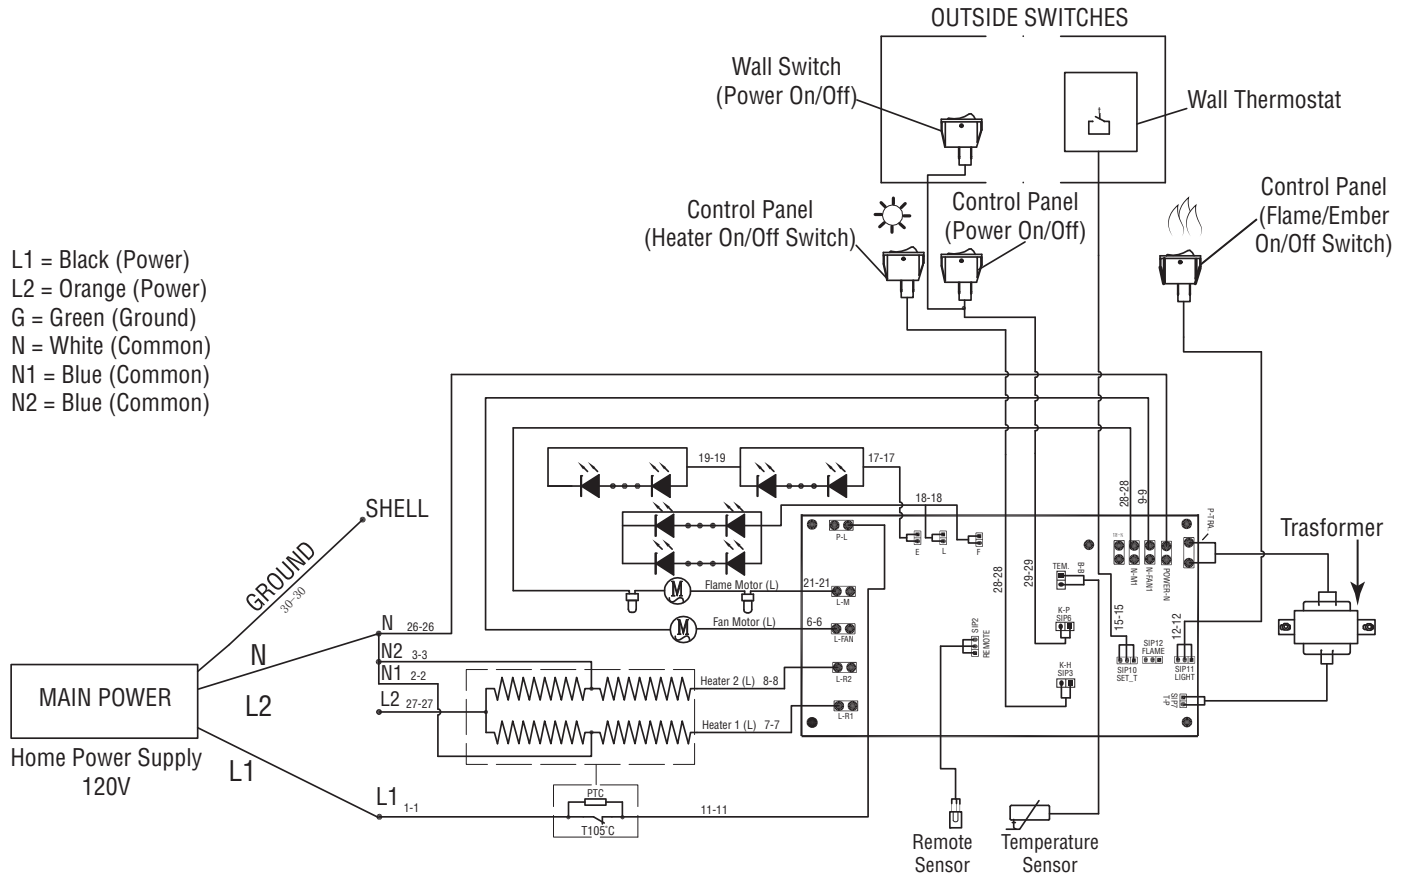 OUTSIDE SWITCHES
Wall Switch
(Power On/Off)
Wall Thermostat
Control Panel
(Heater On/Off Switch)
Control Panel
(Power On/Off)
Control Panel
(Flame/Ember
On/Off Switch)
L1 = Black (Power)
L2 = Orange (Power)
G = Green (Ground)
N = White (Common)
N1 = Blue (Common)
N2 = Blue (Common)
19-19
17-17
18-18
28-28
9-9
P-TRA.
Trasformer
SHELL
GROUND
30-30
P-L
E
L
F
N-M1
N-FAN1
POWER-N
TEM.
B-8
28-28
29-29
Flame Motor (L)
21-21
L-M
Fan Motor (L)
6-6
L-FAN
SIP2
REMOTE
K-P
SIP6
15-15
12-12
SIP12
FLAME
SIP10
SET_T
SIP11
LIGHT
K-H
SIP3
SIP7
T-P
N
26-26
N2
3-3
N1
2-2
L2
27-27
Heater 2 (L)
8-8
L-R2
Heater 1 (L)
7-7
L-R1
MAIN POWER
N
L2
L1
Home Power Supply
120V
L1
1-1
PTC
T105°C
11-11
Remote
Sensor
Temperature
Sensor